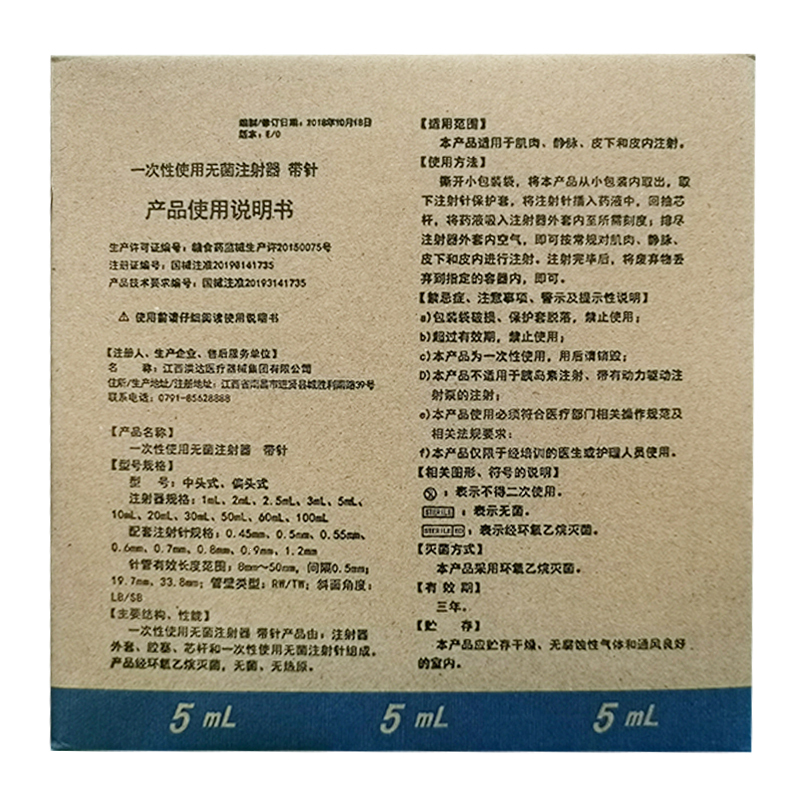 编制/修订日期：2018年10月18日
版本：E/0
一次性使用无菌注射器 带针
产品使用说明书
生产许可证编号：赣食药监械生产许20150075号
注册证编号：国械注准20193141735
产品技术要求编号：国械注准20193141735
⚠ 使用前请仔细阅读使用说明书
【注册人、生产企业、售后服务单位】
名 称：江西洪达医疗器械集团有限公司
住所/生产地址/注册地址：江西省南昌市进贤县城胜利南路39号
联系电话：0791-85628888
【产品名称】
一次性使用无菌注射器 带针
【型号规格】
型 号：中头式、偏头式
注射器规格：1mL、2mL、2.5mL、3mL、5mL、
10mL、20mL、30mL、50mL、60mL、100mL
配套注射针规格：0.45mm、0.5mm、0.55mm、
0.6mm、0.7mm、0.8mm、0.9mm、1.2mm
针管有效长度范围：8mm～50mm，间隔0.5mm；
19.7mm、33.8mm；管壁类型：RW/TW；斜面角度：
LB/SB
【主要结构、性能】
一次性使用无菌注射器 带针产品由：注射器
外套、胶塞、芯杆和一次性使用无菌注射针组成。
产品经环氧乙烷灭菌，无菌、无热原。
【适用范围】
本产品适用于肌肉、静脉、皮下和皮内注射。
【使用方法】
撕开小包装袋，将本产品从小包装内取出，取
下注射针保护套，将注射针插入药液中，回抽芯
杆，将药液吸入注射器外套内至所需刻度；排尽
注射器外套内空气，即可按常规对肌肉、静脉、
皮下和皮内进行注射。注射完毕后，将废弃物丢
弃到指定的容器内，即可。
【禁忌症、注意事项、警示及提示性说明】
a)包装袋破损、保护套脱落，禁止使用；
b)超过有效期，禁止使用；
c)本产品为一次性使用，用后请销毁；
D)本产品不适用于胰岛素注射、带有动力驱动注
射泵的注射；
e)本产品使用必须符合医疗部门相关操作规范及
相关法规要求；
f)本产品仅限于经培训的医生或护理人员使用。
【相关图形、符号的说明】
：表示不得二次使用。
STERILE ：表示无菌。
STERILE EO ：表示经环氧乙烷灭菌。
【灭菌方式】
本产品采用环氧乙烷灭菌。
【有 效 期】
三年。
【贮 存】
本产品应贮存干燥、无腐蚀性气体和通风良好
的室内。
5 mL 5 mL 5 mL